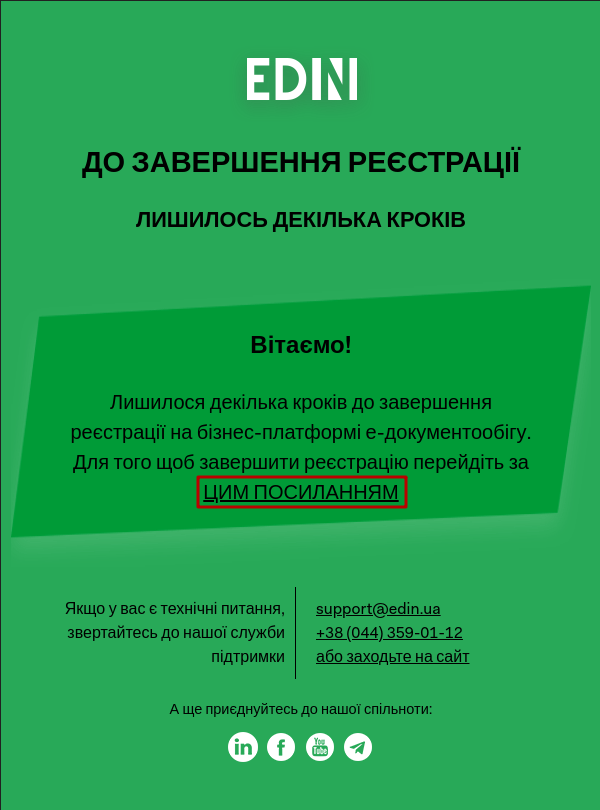 EDIN
ДО ЗАВЕРШЕННЯ РЕЄСТРАЦІЇ
ЛИШИЛОСЬ ДЕКІЛЬКА КРОКІВ
Вітаємо!
Лишилося декілька кроків до завершення
реєстрації на бізнес-платформі е-документообігу.
Для того щоб завершити реєстрацію перейдіть за
ЦИМ ПОСИЛАННЯМ
Якщо у вас є технічні питання,
звертайтесь до нашої служби
підтримки
support@edin.ua
+38 (044) 359-01-12
або заходьте на сайт
А ще приєднуйтесь до нашої спільноти:
in f You Tube